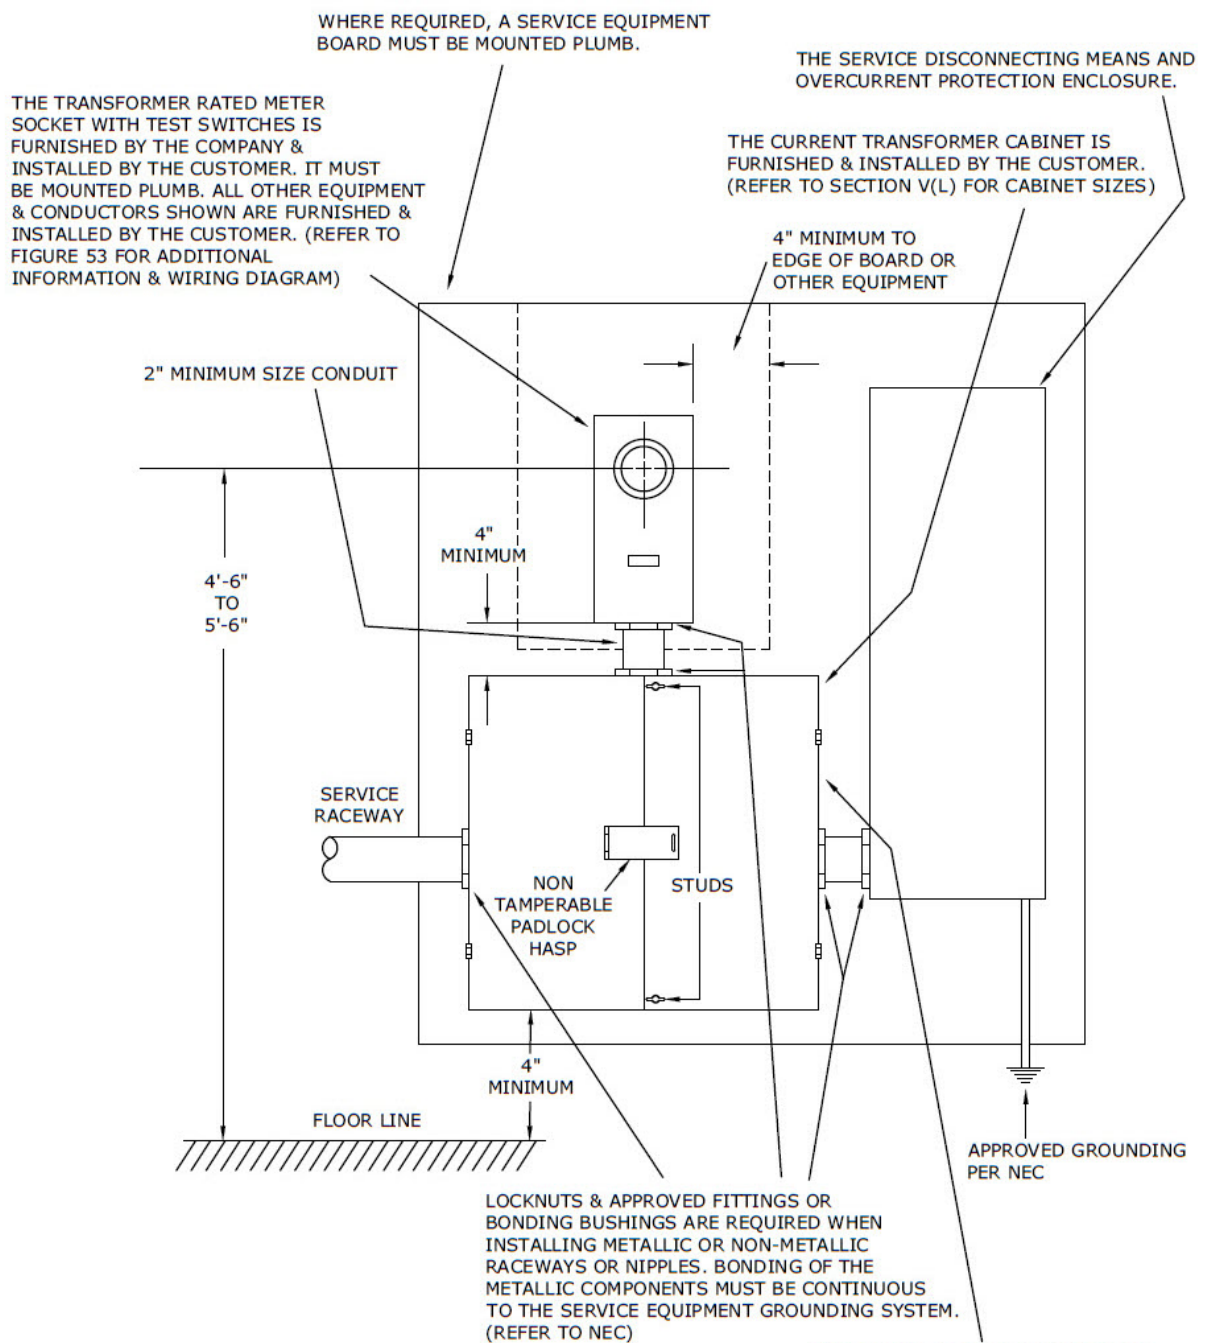 WHERE REQUIRED, A SERVICE EQUIPMENT
BOARD MUST BE MOUNTED PLUMB.
THE SERVICE DISCONNECTING MEANS AND
OVERCURRENT PROTECTION ENCLOSURE.
THE TRANSFORMER RATED METER
SOCKET WITH TEST SWITCHES IS
FURNISHED BY THE COMPANY &
INSTALLED BY THE CUSTOMER. IT MUST
BE MOUNTED PLUMB. ALL OTHER EQUIPMENT
& CONDUCTORS SHOWN ARE FURNISHED &
INSTALLED BY THE CUSTOMER. (REFER TO
FIGURE 53 FOR ADDITIONAL
INFORMATION & WIRING DIAGRAM)
THE CURRENT TRANSFORMER CABINET IS
FURNISHED & INSTALLED BY THE CUSTOMER.
(REFER TO SECTION V(L) FOR CABINET SIZES)
4" MINIMUM TO
EDGE OF BOARD OR
OTHER EQUIPMENT
2" MINIMUM SIZE CONDUIT
4"
MINIMUM
4'-6"
TO
5'-6"
SERVICE
RACEWAY
NON
TAMPERABLE
PADLOCK
HASP
STUDS
4"
MINIMUM
FLOOR LINE
APPROVED GROUNDING
PER NEC
LOCKNUTS & APPROVED FITTINGS OR
BONDING BUSHINGS ARE REQUIRED WHEN
INSTALLING METALLIC OR NON-METALLIC
RACEWAYS OR NIPPLES. BONDING OF THE
METALLIC COMPONENTS MUST BE CONTINUOUS
TO THE SERVICE EQUIPMENT GROUNDING SYSTEM.
(REFER TO NEC)